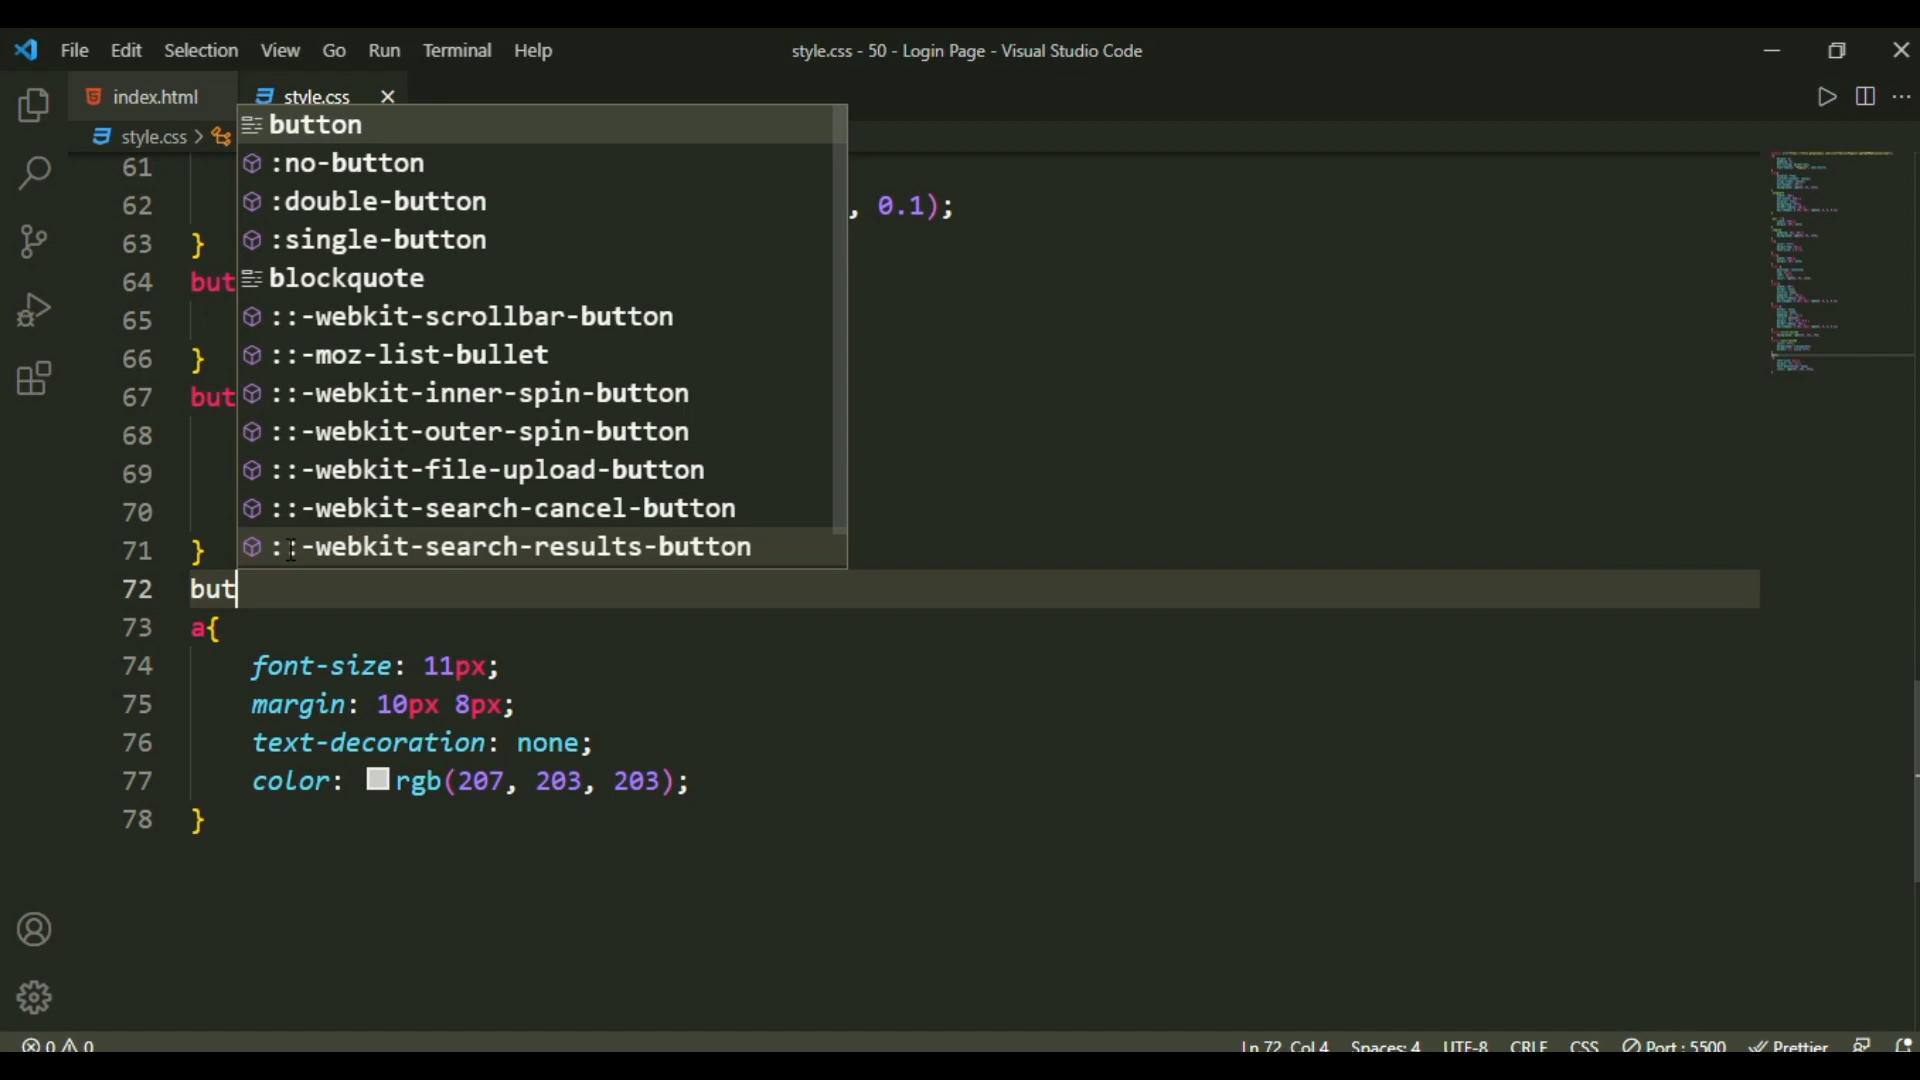 File Edit Selection View Go Run Terminal Help style.css - 50 - Login Page - Visual Studio Code
index.html style.css
style.css >
button
:no-button
:double-button
:single-button
blockquote
::-webkit-scrollbar-button
::-moz-list-bullet
::-webkit-inner-spin-button
::-webkit-outer-spin-button
::-webkit-file-upload-button
::-webkit-search-cancel-button
::-webkit-search-results-button
61
62 , 0.1);
63 }
64 but
65
66 }
67 but
68
69
70
71 }
72 but
73 a{
74 font-size: 11px;
75 margin: 10px 8px;
76 text-decoration: none;
77 color: rgb(207, 203, 203);
78 }
0 0 Ln 72, Col 4 Spaces: 4 UTF-8 CRLF CSS Port : 5500 Prettier